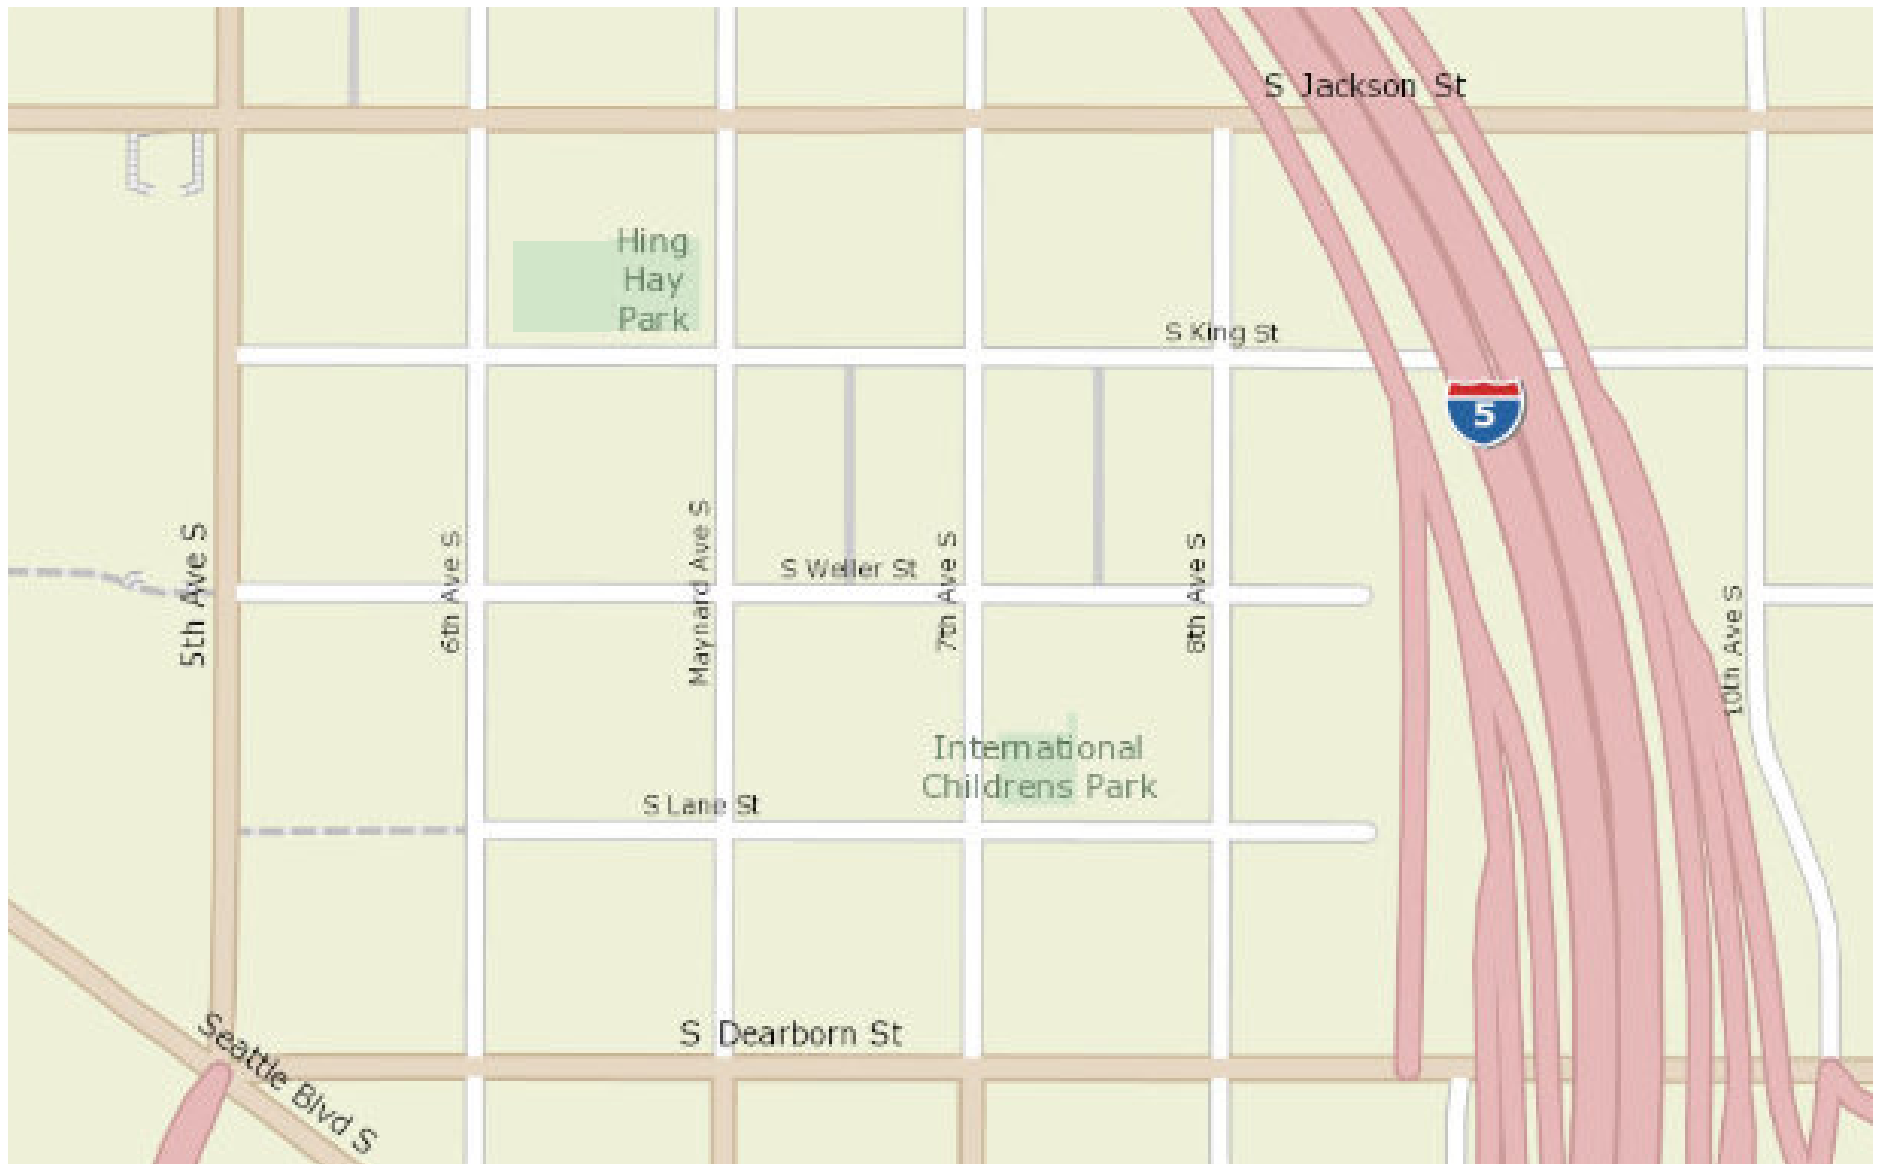 S Jackson St
Hing
Hay
Park
S King St
5
5th Ave S
6th Ave S
Maynard Ave S
S Weller St
7th Ave S
8th Ave S
10th Ave S
International
Childrens Park
S Lane St
S Dearborn St
Seattle Blvd S